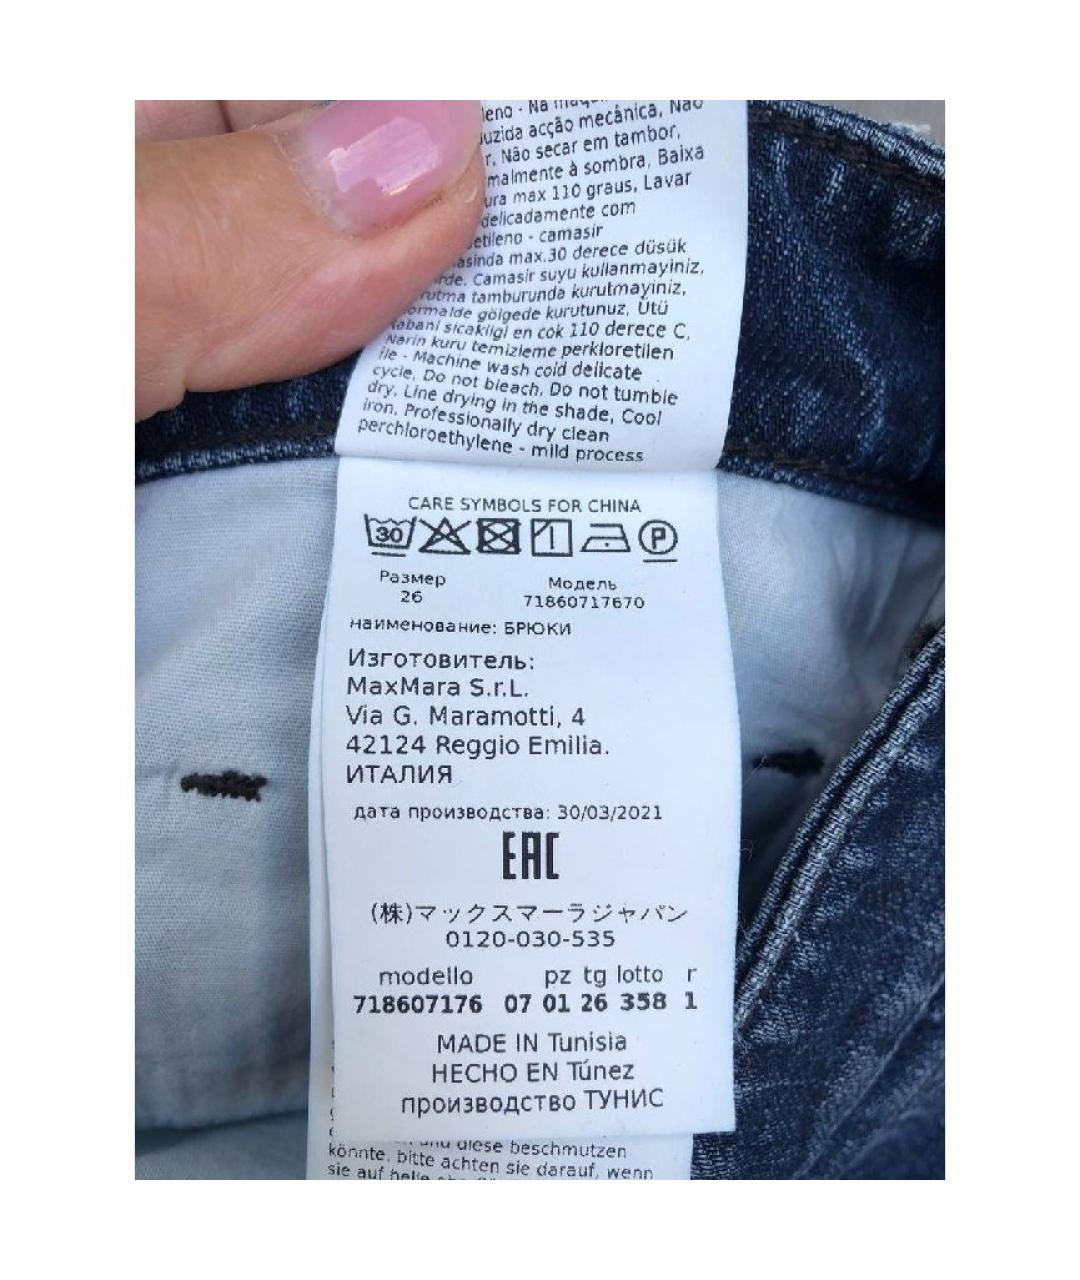 leno - Na
uzida acção mecânica, Não
r, Não secar em tambor,
malmente à sombra, Baixa
ura max 110 graus, Lavar
delicadamente com
etileno - camasir
asinda max.30 derece düsük
rde, Camasir suyu kullanmayiniz,
rutma tamburunda kurutmayiniz,
ormalde gölgede kurutunuz, Ütü
tabani sicakligi en cok 110 derece C,
Narin kuru temizleme perkloretilen
ile - Machine wash cold delicate
cycle, Do not bleach, Do not tumble
dry, Line drying in the shade, Cool
iron, Professionally dry clean
perchloroethylene - mild process
CARE SYMBOLS FOR CHINA
30 P
Размер Модель
26 71860717670
наименование: БРЮКИ
Изготовитель:
MaxMara S.r.L.
Via G. Maramotti, 4
42124 Reggio Emilia.
ИТАЛИЯ
дата производства: 30/03/2021
EAC
(株)マックスマーラジャパン
0120-030-535
modello pz tg lotto r
718607176 07 01 26 358 1
MADE IN Tunisia
HECHO EN Túnez
производство ТУНИС
und diese beschmutzen
könnte, bitte achten sie darauf, wenn
sie auf helle